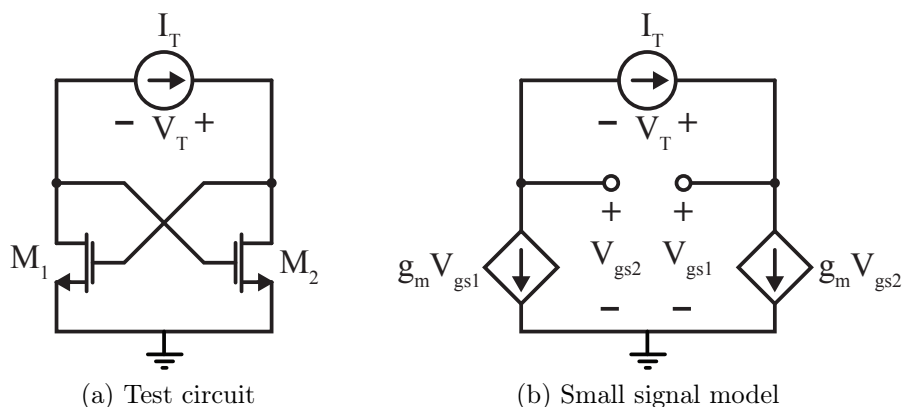 I_T
I_T
− V_T +
− V_T +
M_1
M_2
+ +
g_m V_gs1
V_gs2
V_gs1
g_m V_gs2
− −
(a) Test circuit
(b) Small signal model